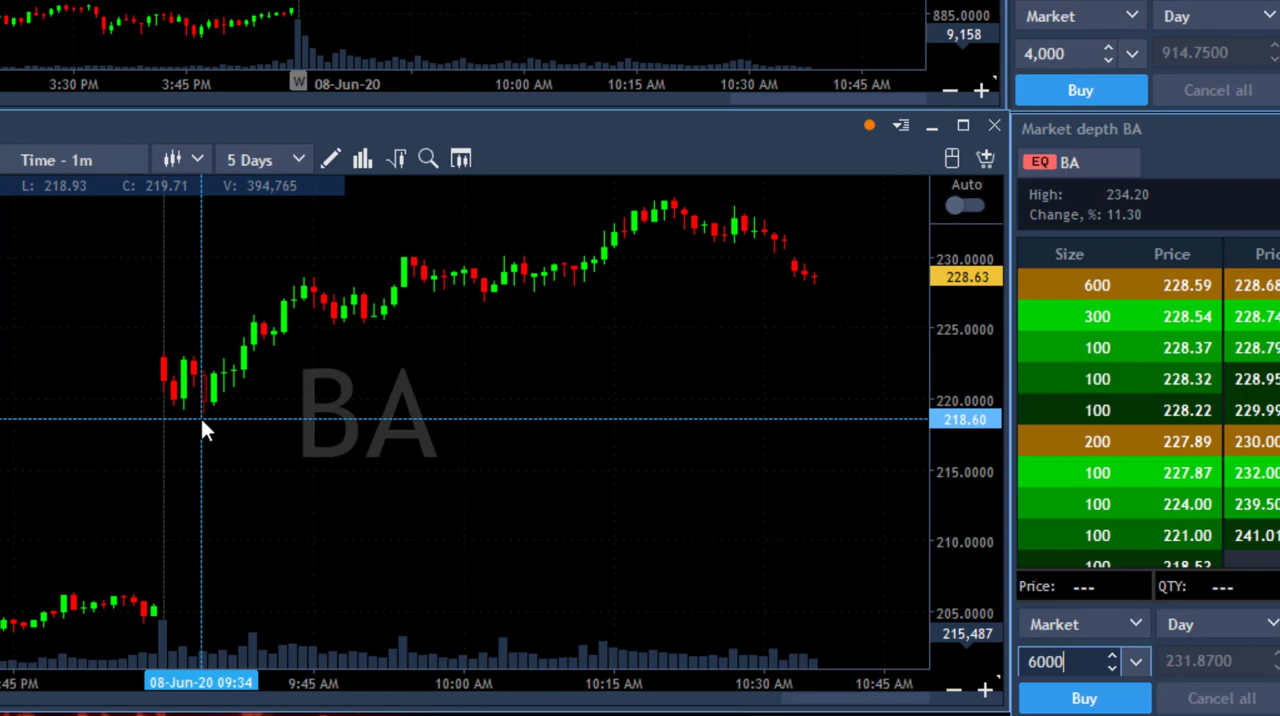 885.0000
9,158
3:30 PM 3:45 PM W 08-Jun-20 10:00 AM 10:15 AM 10:30 AM 10:45 AM
Market Day
4,000 914.7500
Buy Cancel all
Market depth BA
EQ BA
High: 234.20
Change, %: 11.30
Time - 1m 5 Days
L: 218.93 C: 219.71 V: 394,765
Auto
230.0000
228.63
225.0000
220.0000
218.60
215.0000
210.0000
205.0000
215,487
BA
:45 PM 08-Jun-20 09:34 9:45 AM 10:00 AM 10:15 AM 10:30 AM 10:45 AM
Size Price Pric
600 228.59 228.68
300 228.54 228.74
100 228.37 228.79
100 228.32 228.95
100 228.22 229.99
200 227.89 230.00
100 227.87 232.00
100 224.00 239.50
100 221.00 241.01
100 218.52
Price: --- QTY: ---
Market Day
6000 231.8700
Buy Cancel all